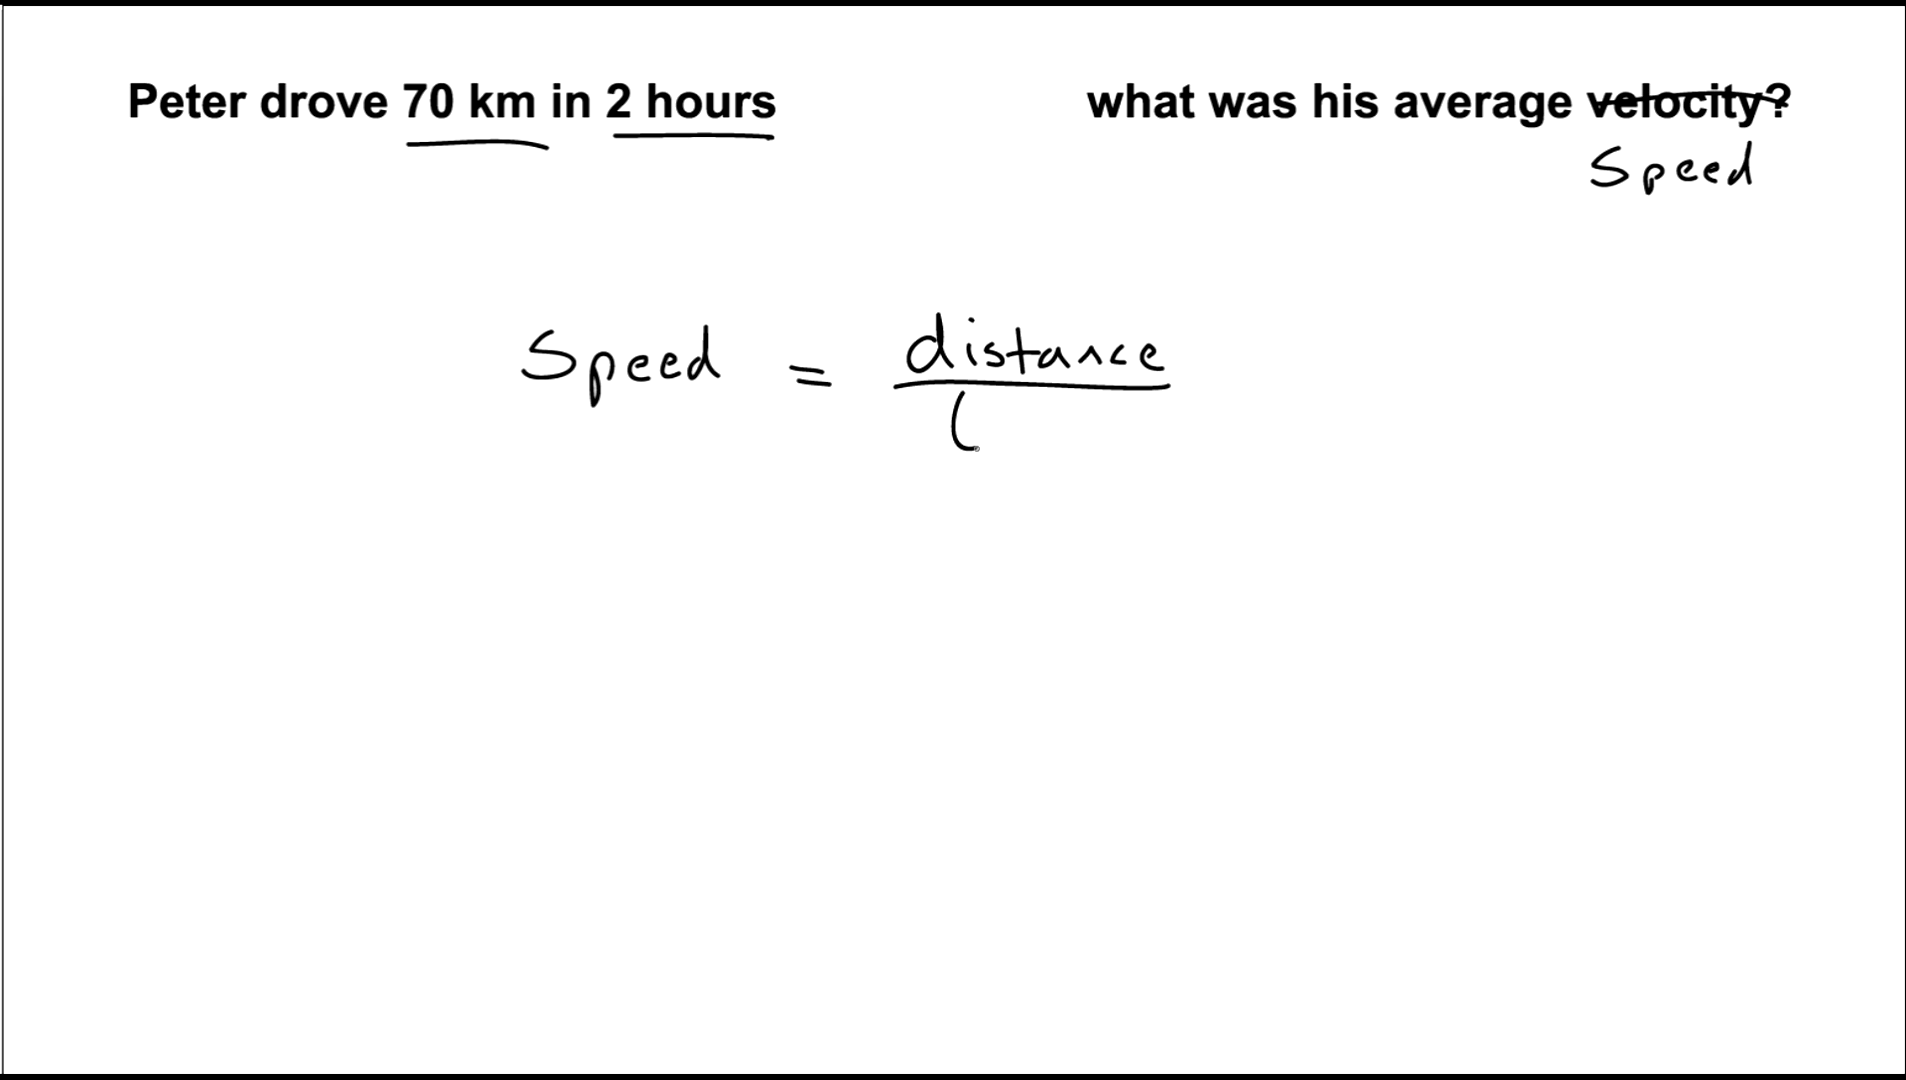 Peter drove 70 km in 2 hours what was his average velocity?
Speed
Speed = distance